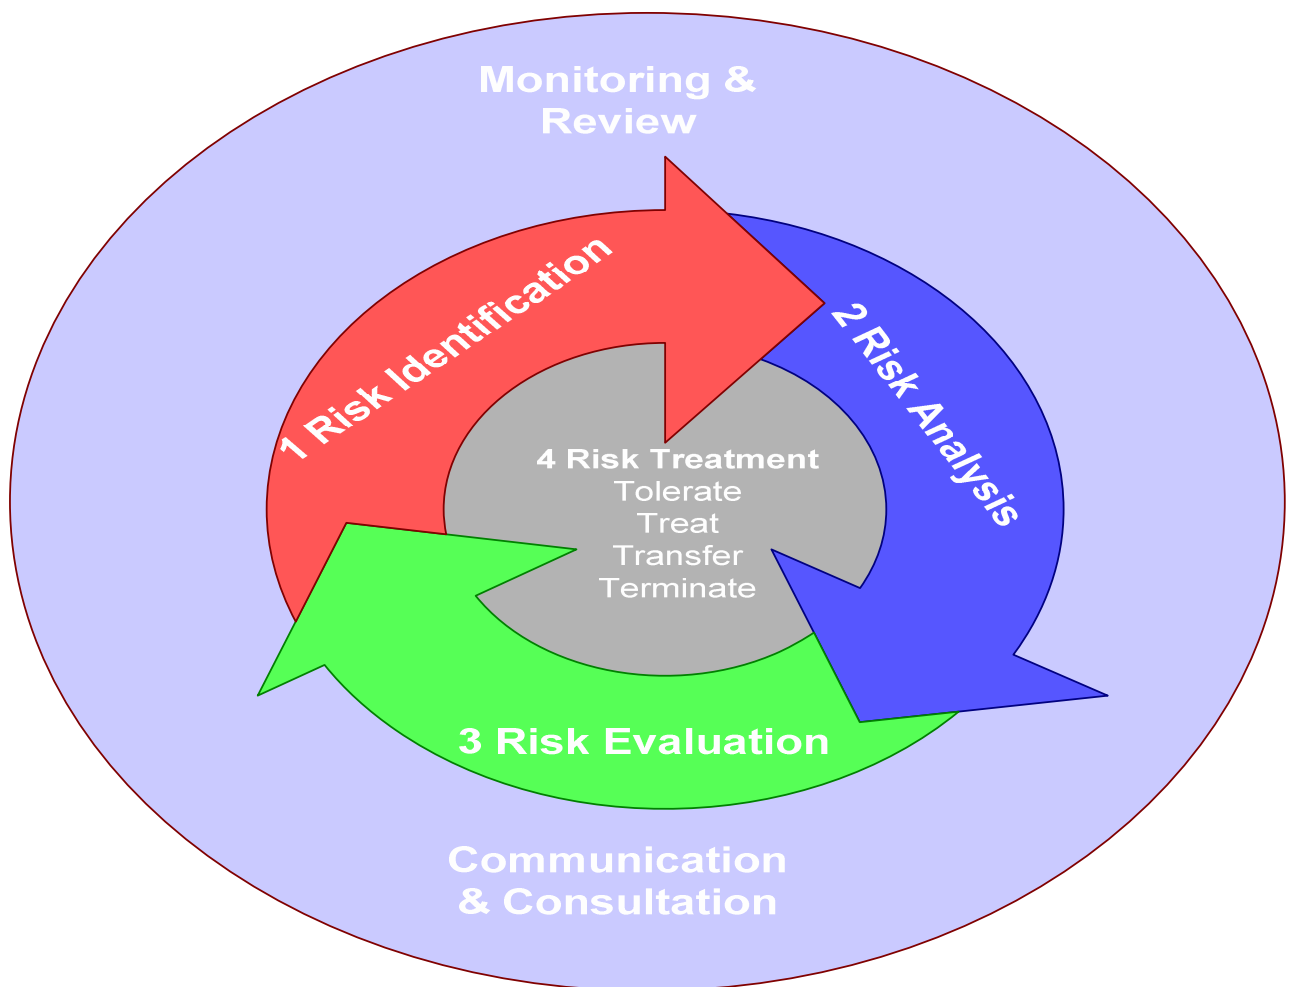 Monitoring &
Review
1 Risk Identification
2 Risk Analysis
4 Risk Treatment
Tolerate
Treat
Transfer
Terminate
3 Risk Evaluation
Communication
& Consultation